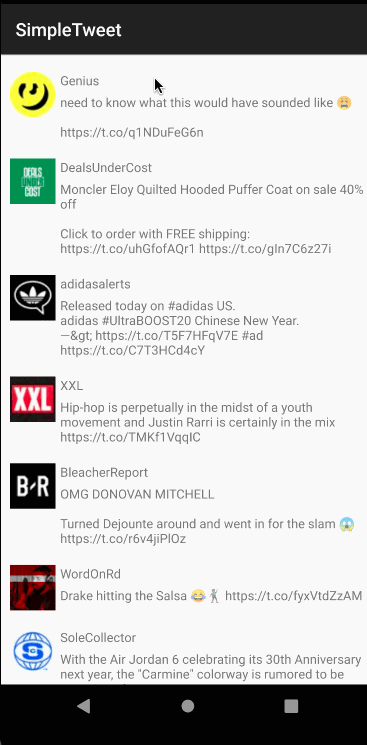 SimpleTweet
Genius
need to know what this would have sounded like 😩
https://t.co/q1NDuFeG6n
DEALS
UNDER
COST
DealsUnderCost
Moncler Eloy Quilted Hooded Puffer Coat on sale 40%
off
Click to order with FREE shipping:
https://t.co/uhGfofAQr1 https://t.co/gIn7C6z27i
adidasalerts
Released today on #adidas US.
adidas #UltraBOOST20 Chinese New Year.
—&gt; https://t.co/T5F7HFqV7E #ad
https://t.co/C7T3HCd4cY
XXL
XXL
Hip-hop is perpetually in the midst of a youth
movement and Justin Rarri is certainly in the mix
https://t.co/TMKf1VqqIC
B/R
BleacherReport
OMG DONOVAN MITCHELL
Turned Dejounte around and went in for the slam 😱
https://t.co/r6v4jiPlOz
WordOnRd
Drake hitting the Salsa 😂🕺 https://t.co/fyxVtdZzAM
SoleCollector
With the Air Jordan 6 celebrating its 30th Anniversary
next year, the "Carmine" colorway is rumored to be